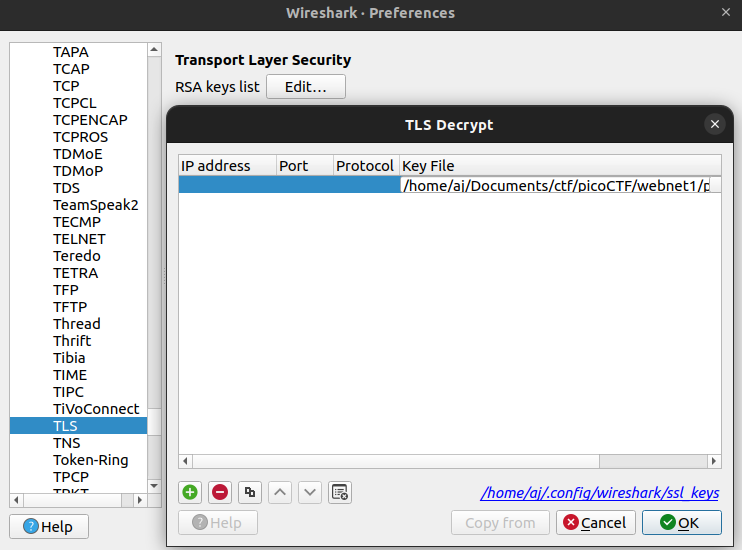 Wireshark · Preferences
TAPA
TCAP
TCP
TCPCL
TCPENCAP
TCPROS
TDMoE
TDMoP
TDS
TeamSpeak2
TECMP
TELNET
Teredo
TETRA
TFP
TFTP
Thread
Thrift
Tibia
TIME
TIPC
TiVoConnect
TLS
TNS
Token-Ring
TPCP
TPKT
Help
Transport Layer Security
RSA keys list Edit...
TLS Decrypt
IP address Port Protocol Key File
/home/aj/Documents/ctf/picoCTF/webnet1/p
/home/aj/.config/wireshark/ssl_keys
Help Copy from Cancel OK